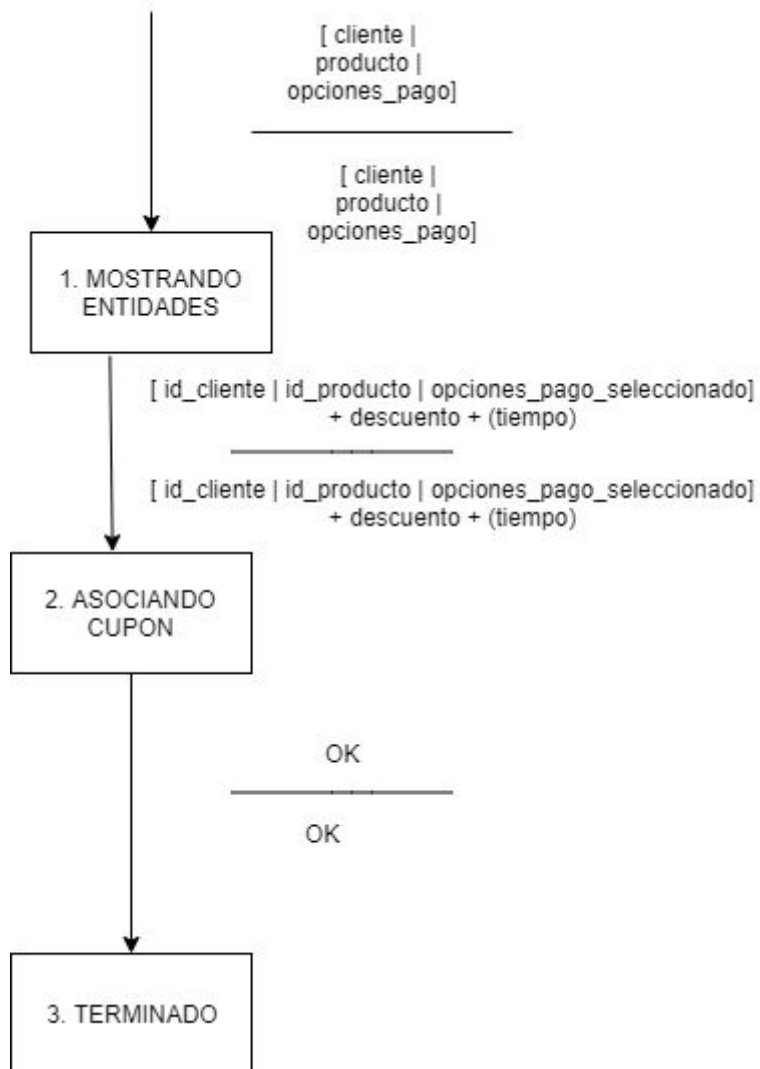 [ cliente |
producto |
opciones_pago]
[ cliente |
producto |
opciones_pago]
1. MOSTRANDO
ENTIDADES
[ id_cliente | id_producto | opciones_pago_seleccionado]
+ descuento + (tiempo)
[ id_cliente | id_producto | opciones_pago_seleccionado]
+ descuento + (tiempo)
2. ASOCIANDO
CUPON
OK
OK
3. TERMINADO